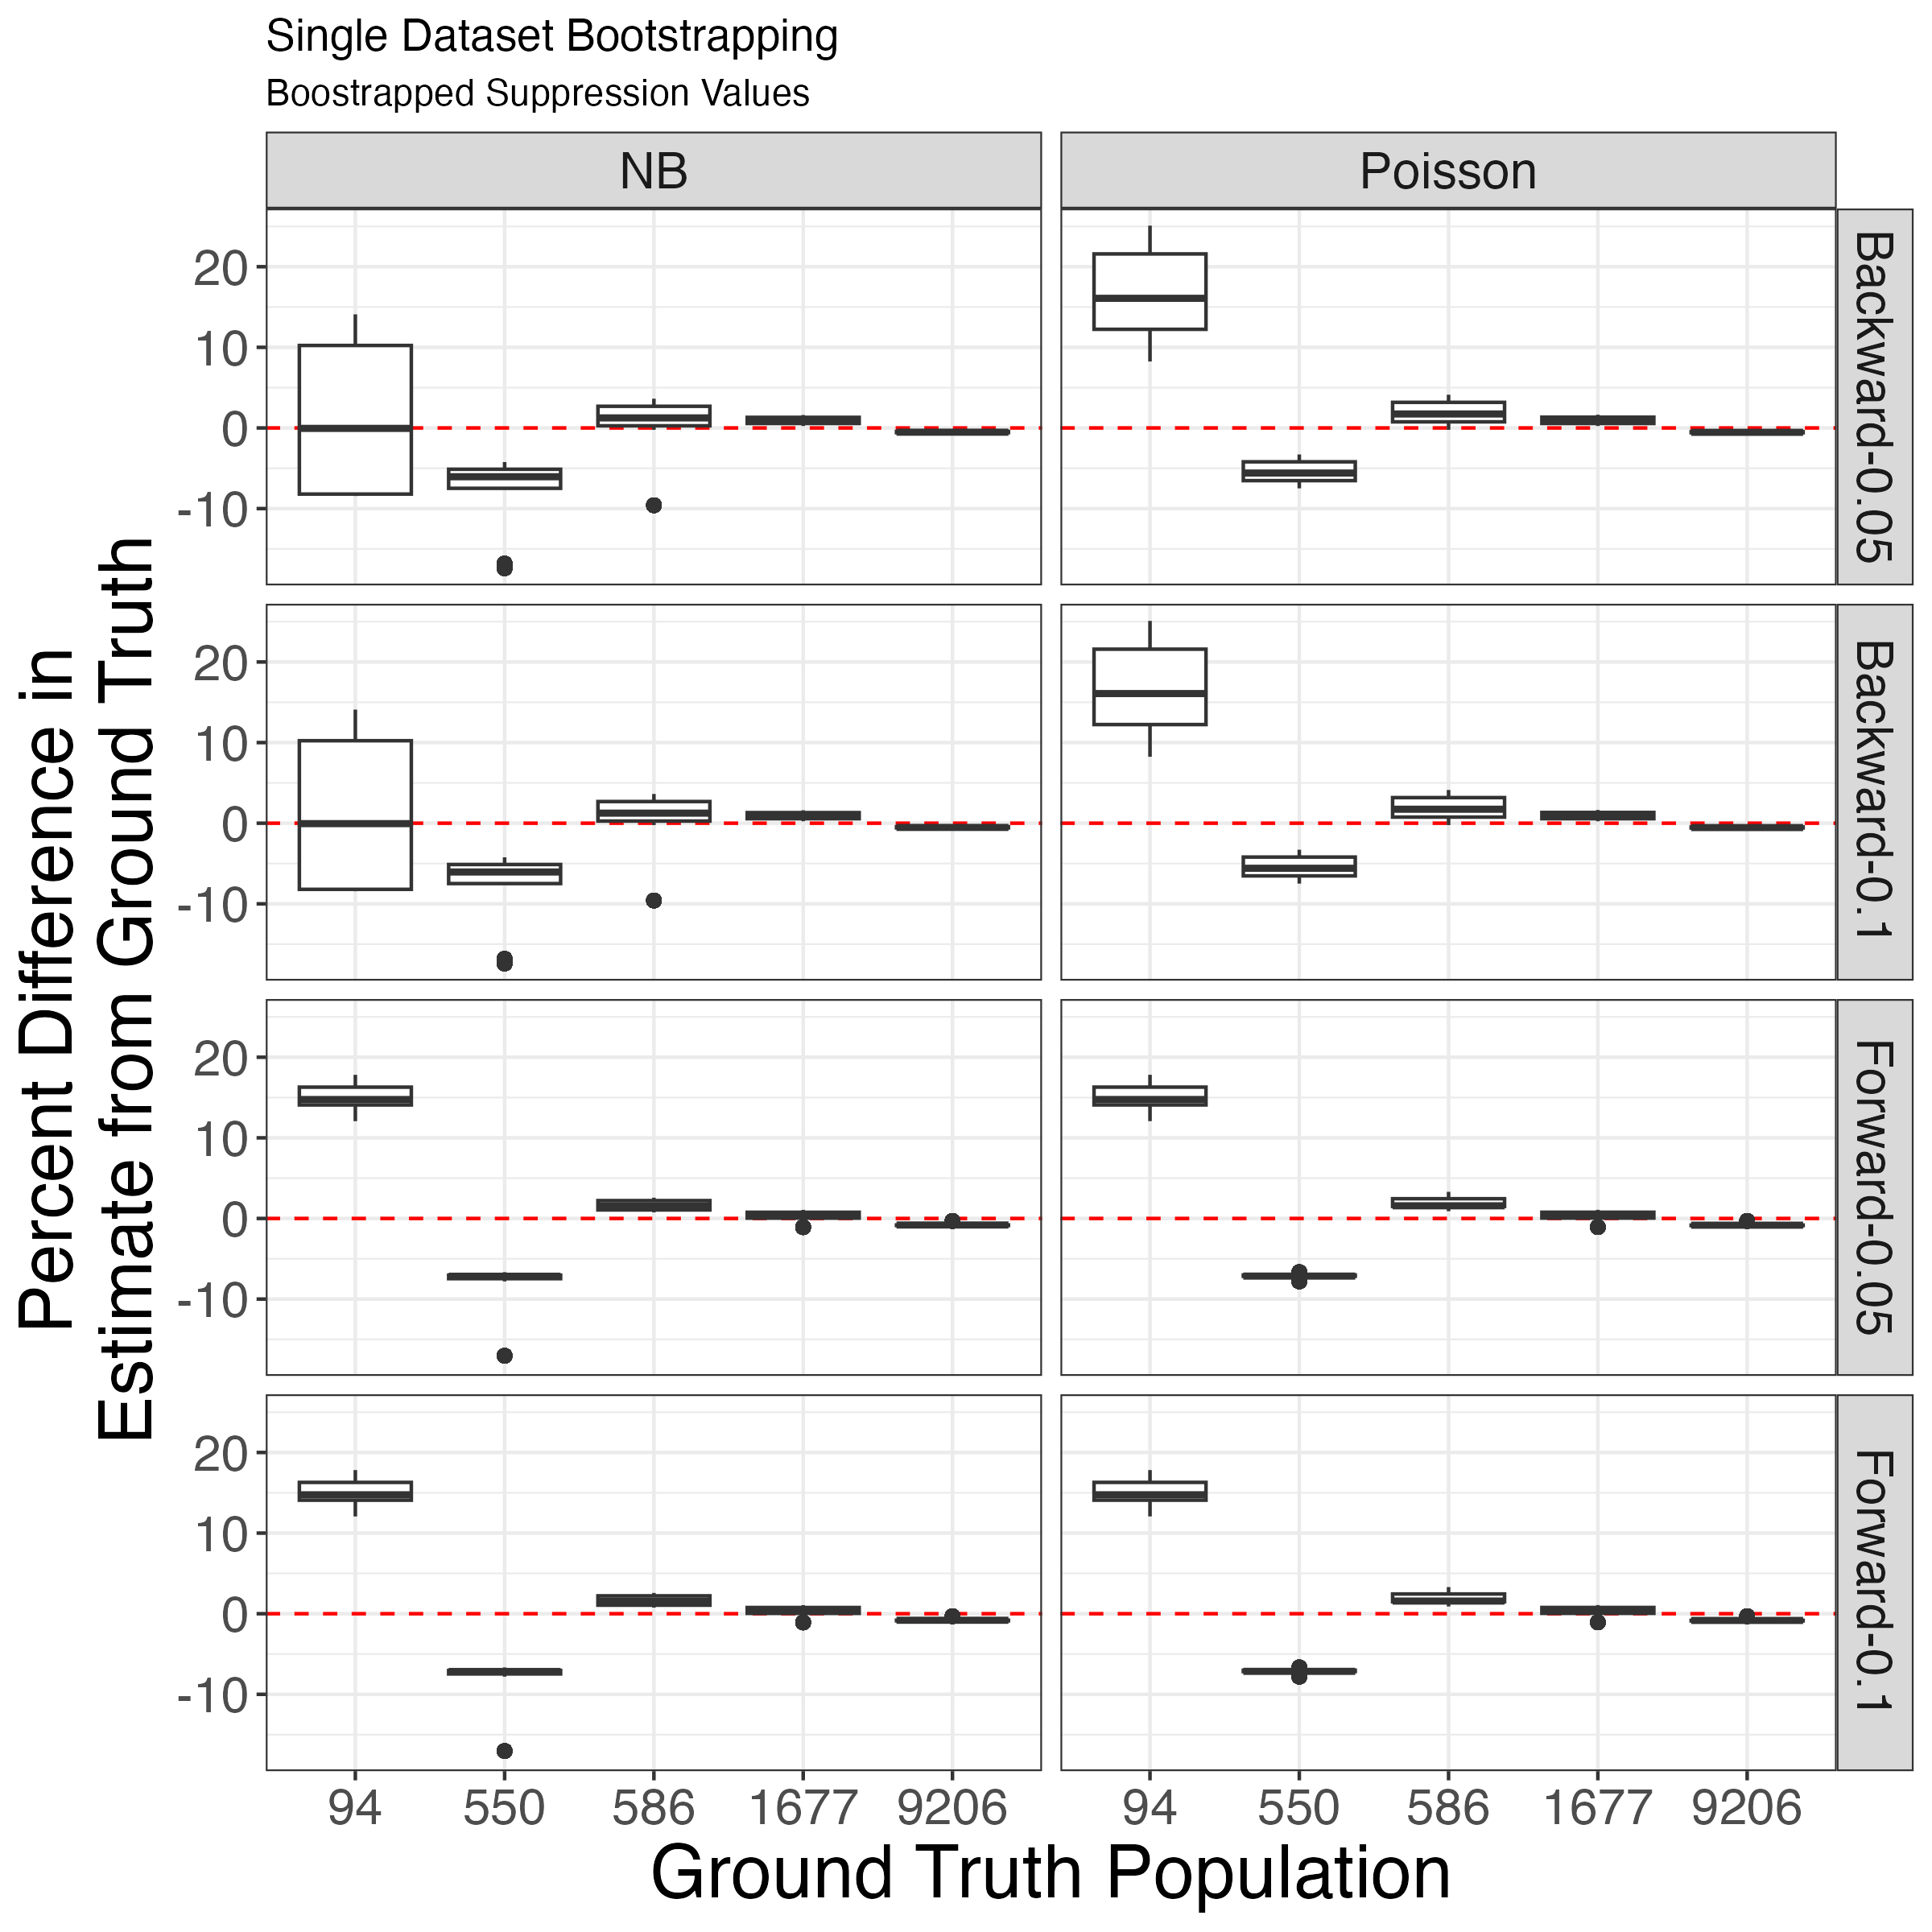 Single Dataset Bootstrapping
Boostrapped Suppression Values
NB
Poisson
20
10
0
-10
Backward-0.05
20
10
0
-10
Backward-0.1
20
10
0
-10
Forward-0.05
20
10
0
-10
Forward-0.1
Percent Difference in
Estimate from Ground Truth
94 550 586 1677 9206
94 550 586 1677 9206
Ground Truth Population